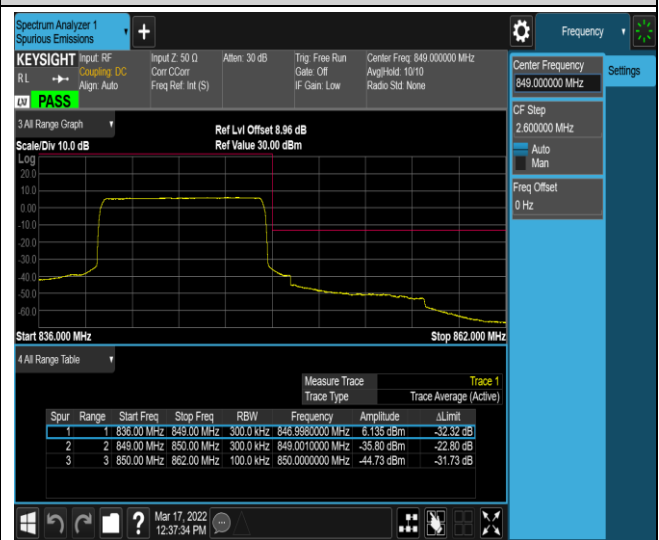 Spectrum Analyzer 1
Spurious Emissions
Frequency
KEYSIGHT
RL
Input: RF
Coupling: DC
Align: Auto
Input Z: 50 Ω
Corr CCorr
Freq Ref: Int (S)
Atten: 30 dB
Trig: Free Run
Gate: Off
IF Gain: Low
Center Freq: 849.000000 MHz
Avg|Hold: 10/10
Radio Std: None
PASS
Center Frequency
849.000000 MHz
Settings
CF Step
2.600000 MHz
Auto
Man
Freq Offset
0 Hz
3 All Range Graph
Scale/Div 10.0 dB
Ref Lvl Offset 8.96 dB
Ref Value 30.00 dBm
Log
20.0
10.0
0.00
-10.0
-20.0
-30.0
-40.0
-50.0
-60.0
Start 836.000 MHz
Stop 862.000 MHz
4 All Range Table
Measure Trace Trace 1
Trace Type Trace Average (Active)
Spur Range Start Freq Stop Freq RBW Frequency Amplitude ΔLimit
1 1 836.00 MHz 849.00 MHz 300.0 kHz 846.9980000 MHz 6.135 dBm -32.32 dB
2 2 849.00 MHz 850.00 MHz 300.0 kHz 849.0010000 MHz -35.80 dBm -22.80 dB
3 3 850.00 MHz 862.00 MHz 100.0 kHz 850.0000000 MHz -44.73 dBm -31.73 dB
Mar 17, 2022
12:37:34 PM